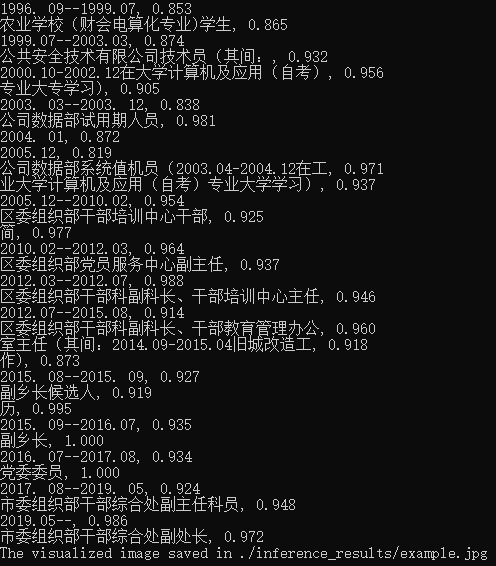 1996. 09--1999.07, 0.853
农业学校 (财会电算化专业)学生, 0.865
1999.07--2003.03, 0.874
公共安全技术有限公司技术员（其间：, 0.932
2000.10-2002.12在大学计算机及应用（自考）, 0.956
专业大专学习), 0.905
2003. 03--2003. 12, 0.838
公司数据部试用期人员, 0.981
2004. 01, 0.872
2005.12, 0.819
公司数据部系统值机员（2003.04-2004.12在工, 0.971
业大学计算机及应用（自考）专业大学学习）, 0.937
2005.12--2010.02, 0.954
区委组织部干部培训中心干部, 0.925
简, 0.977
2010.02--2012.03, 0.964
区委组织部党员服务中心副主任, 0.937
2012.03--2012.07, 0.988
区委组织部干部科副科长、干部培训中心主任, 0.946
2012.07--2015.08, 0.914
区委组织部干部科副科长、干部教育管理办公, 0.960
室主任（其间：2014.09-2015.04旧城改造工, 0.918
作), 0.873
2015. 08--2015. 09, 0.927
副乡长候选人, 0.919
历, 0.995
2015. 09--2016.07, 0.935
副乡长, 1.000
2016. 07--2017.08, 0.934
党委委员, 1.000
2017. 08--2019. 05, 0.924
市委组织部干部综合处副主任科员, 0.948
2019.05--, 0.986
市委组织部干部综合处副处长, 0.972
The visualized image saved in ./inference_results/example.jpg